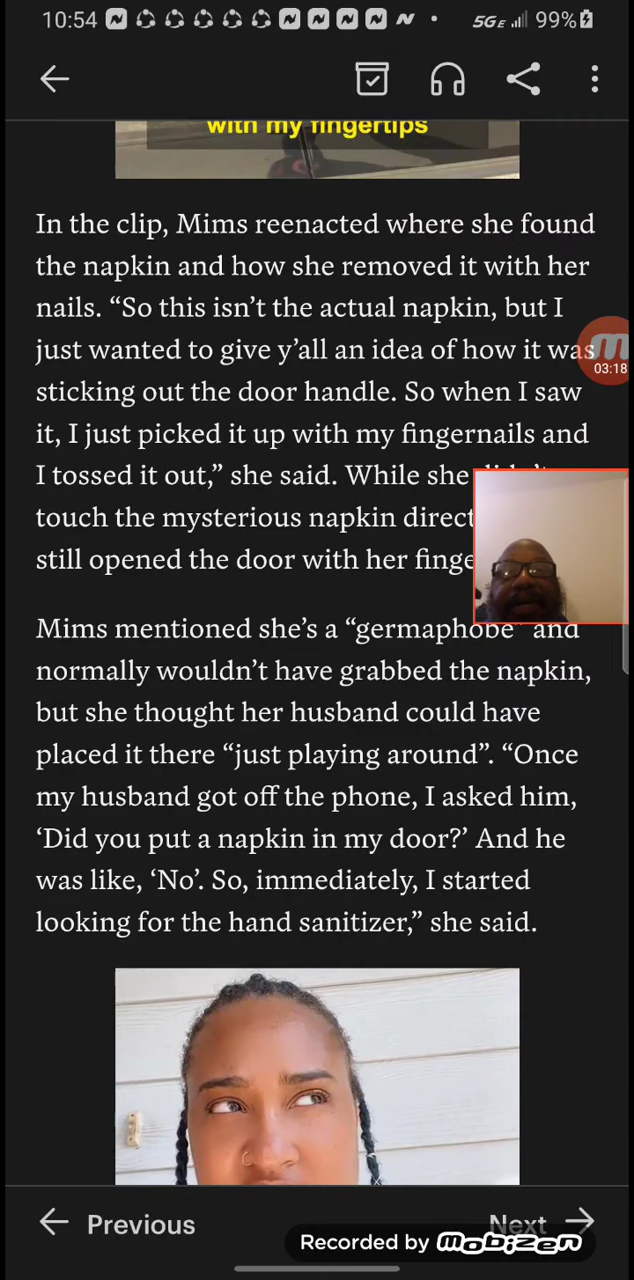 10:54
5GE
99%
with my fingertips
In the clip, Mims reenacted where she found
the napkin and how she removed it with her
nails. “So this isn’t the actual napkin, but I
just wanted to give y’all an idea of how it was
sticking out the door handle. So when I saw
it, I just picked it up with my fingernails and
I tossed it out,” she said. While she
touch the mysterious napkin
still opened the door with her
Mims mentioned she’s a “germaphobe” and
normally wouldn’t have grabbed the napkin,
but she thought her husband could have
placed it there “just playing around”. “Once
my husband got off the phone, I asked him,
‘Did you put a napkin in my door?’ And he
was like, ‘No’. So, immediately, I started
looking for the hand sanitizer,” she said.
03:18
Previous
Next
Recorded by mobizen